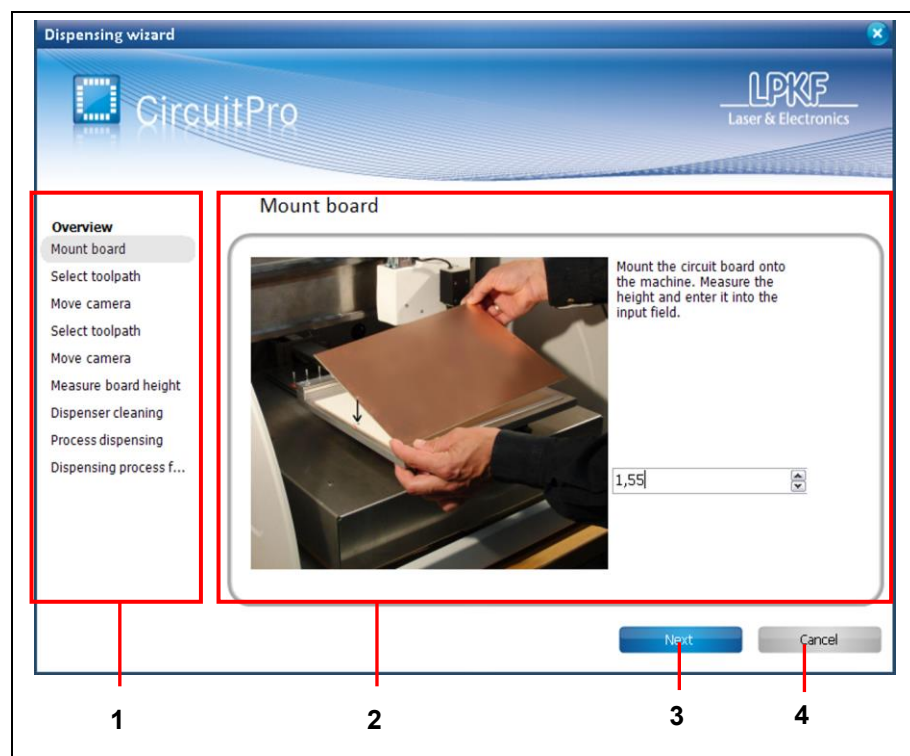 Dispensing wizard
CircuitPro
LPKF
Laser & Electronics
Overview
Mount board
Select toolpath
Move camera
Select toolpath
Move camera
Measure board height
Dispenser cleaning
Process dispensing
Dispensing process f...
Mount board
Mount the circuit board onto
the machine. Measure the
height and enter it into the
input field.
1,55
Next
Cancel
1
2
3
4